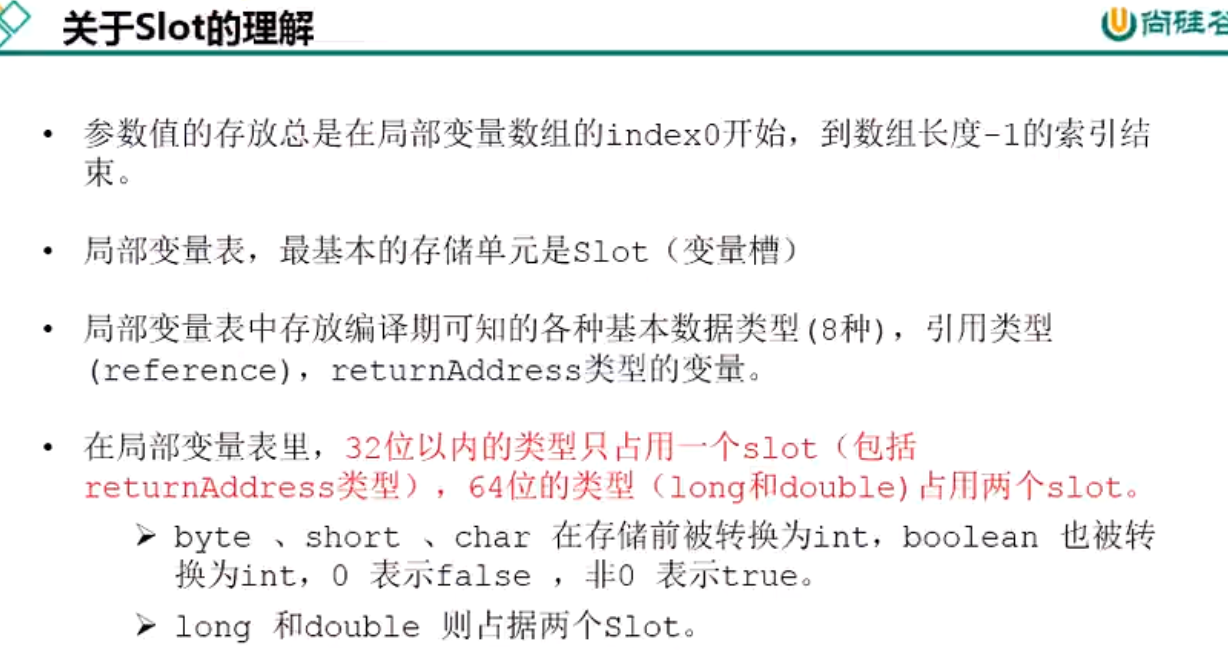 关于Slot的理解
尚硅谷
• 参数值的存放总是在局部变量数组的index0开始，到数组长度-1的索引结
束。
• 局部变量表，最基本的存储单元是Slot（变量槽）
• 局部变量表中存放编译期可知的各种基本数据类型(8种)，引用类型
(reference)，returnAddress类型的变量。
• 在局部变量表里，32位以内的类型只占用一个slot（包括
returnAddress类型），64位的类型（long和double)占用两个slot。
➢ byte 、short 、char 在存储前被转换为int，boolean 也被转
换为int，0 表示false ，非0 表示true。
➢ long 和double 则占据两个Slot。